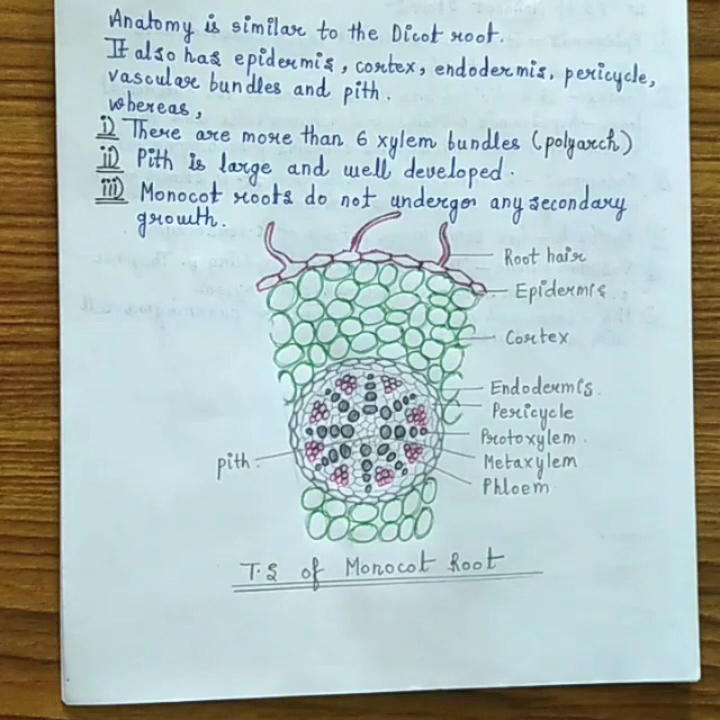 Anatomy is similar to the Dicot root.
It also has epidermis, cortex, endodermis, pericycle,
vascular bundles and pith.
whereas,
i) There are more than 6 xylem bundles (polyarch)
ii) Pith is large and well developed.
iii) Monocot roots do not undergo any secondary
growth.
Root hair
Epidermis
Cortex
Endodermis
Pericycle
Protoxylem
pith
Metaxylem
Phloem
T.S of Monocot Root